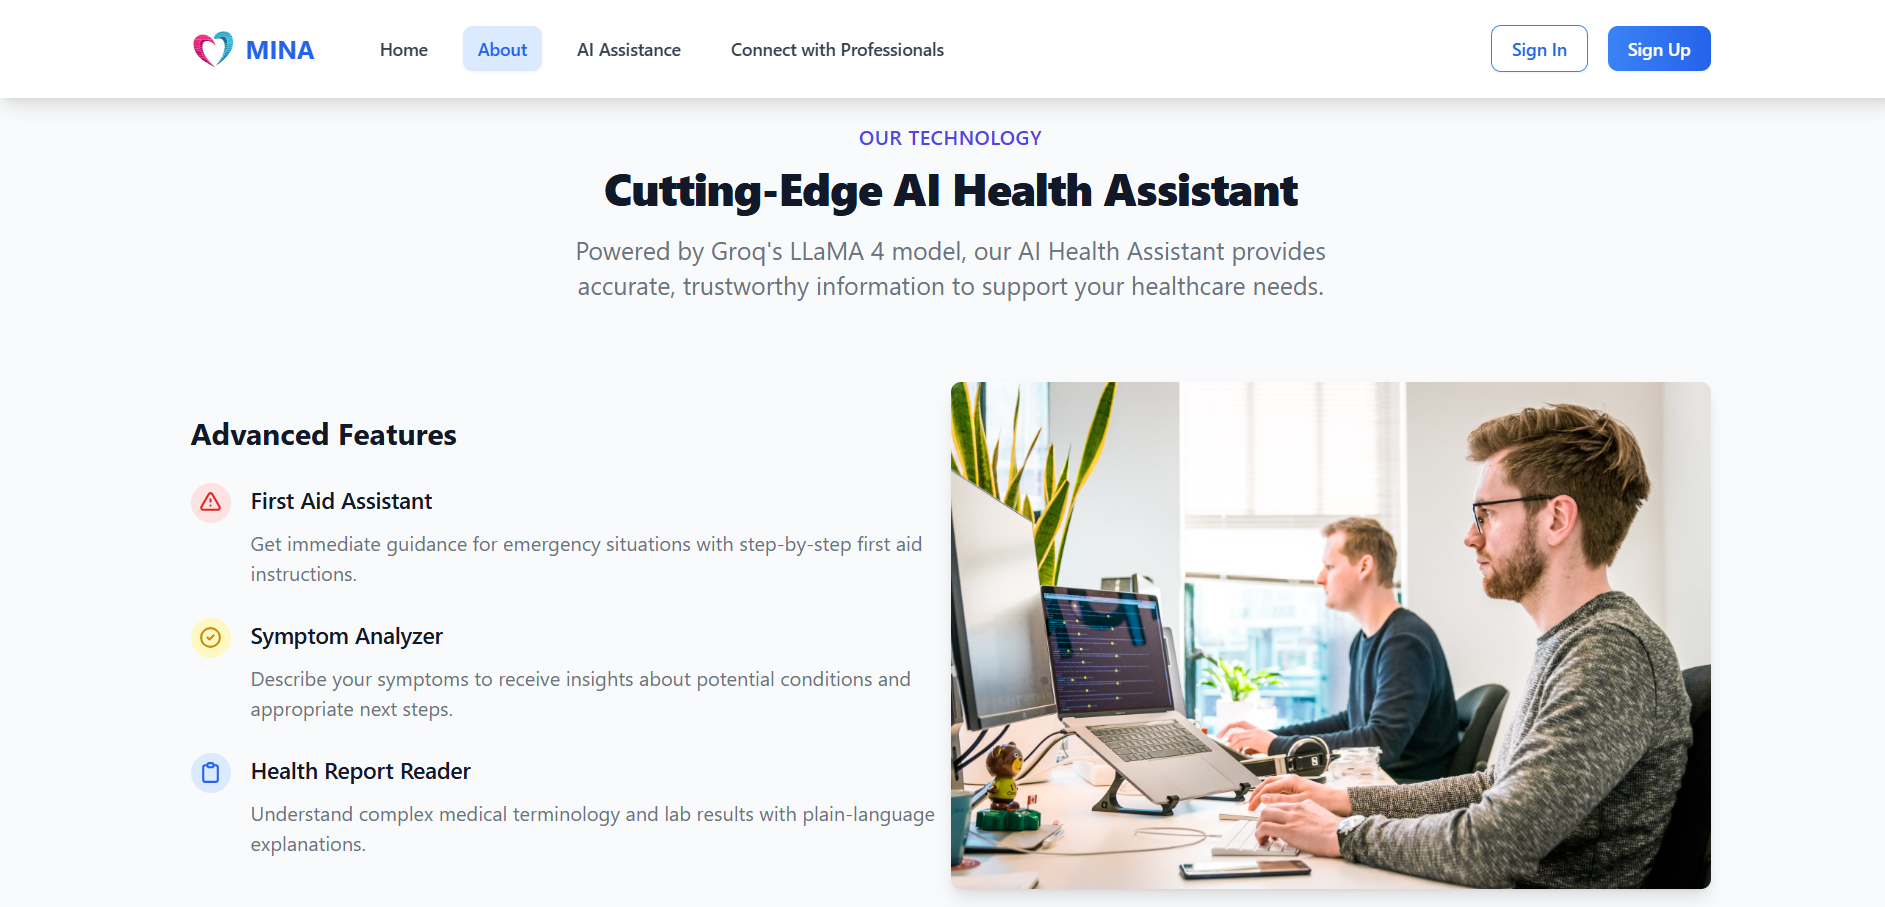 MINA
Home
About
AI Assistance
Connect with Professionals
Sign In
Sign Up
OUR TECHNOLOGY
Cutting-Edge AI Health Assistant
Powered by Groq's LLaMA 4 model, our AI Health Assistant provides
accurate, trustworthy information to support your healthcare needs.
Advanced Features
First Aid Assistant
Get immediate guidance for emergency situations with step-by-step first aid
instructions.
Symptom Analyzer
Describe your symptoms to receive insights about potential conditions and
appropriate next steps.
Health Report Reader
Understand complex medical terminology and lab results with plain-language
explanations.